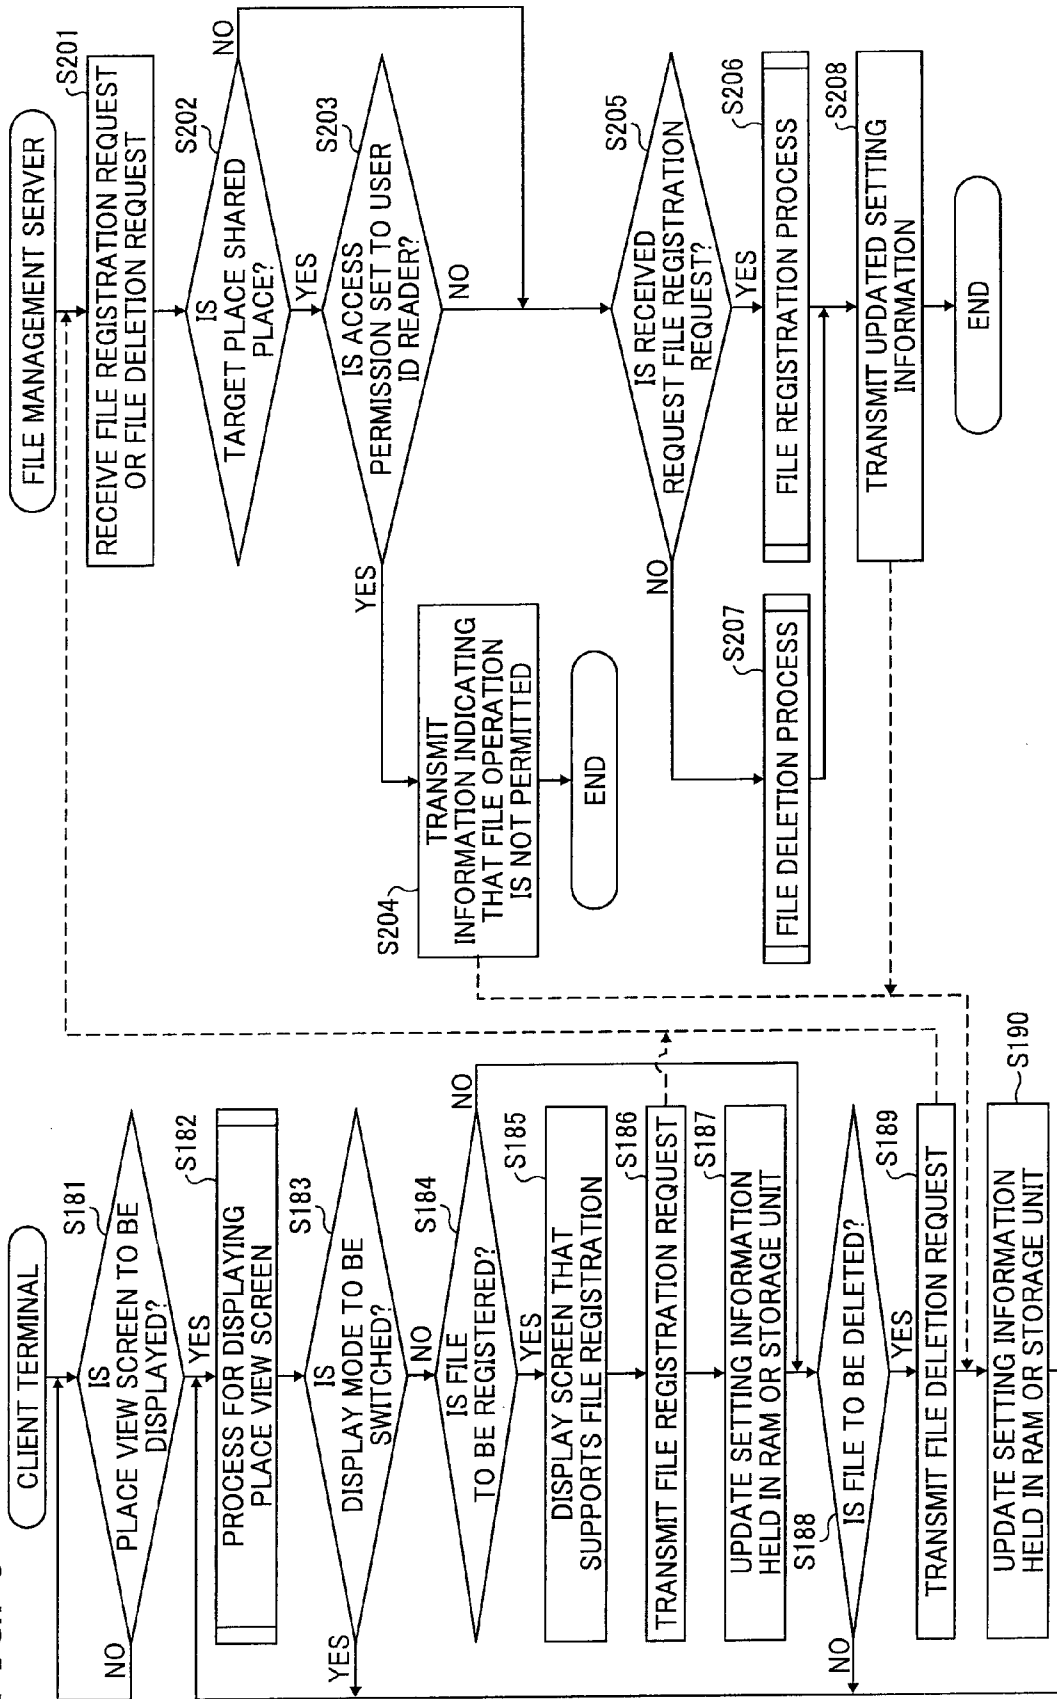 CLIENT TERMINAL
S181
IS
PLACE VIEW SCREEN TO BE
DISPLAYED?
NO
YES
S182
PROCESS FOR DISPLAYING
PLACE VIEW SCREEN
S183
IS
DISPLAY MODE TO BE
SWITCHED?
YES
NO
S184
IS FILE
TO BE REGISTERED?
NO
YES
S185
DISPLAY SCREEN THAT
SUPPORTS FILE REGISTRATION
S186
TRANSMIT FILE REGISTRATION REQUEST
S187
UPDATE SETTING INFORMATION
HELD IN RAM OR STORAGE UNIT
S188
IS FILE TO BE DELETED?
NO
YES
S189
TRANSMIT FILE DELETION REQUEST
S190
UPDATE SETTING INFORMATION
HELD IN RAM OR STORAGE UNIT
FILE MANAGEMENT SERVER
S201
RECEIVE FILE REGISTRATION REQUEST
OR FILE DELETION REQUEST
S202
IS
TARGET PLACE SHARED
PLACE?
NO
YES
S203
IS ACCESS
PERMISSION SET TO USER
ID READER?
YES
NO
S204
TRANSMIT
INFORMATION INDICATING
THAT FILE OPERATION
IS NOT PERMITTED
END
S205
IS RECEIVED
REQUEST FILE REGISTRATION
REQUEST?
NO
YES
S206
FILE REGISTRATION PROCESS
S207
FILE DELETION PROCESS
S208
TRANSMIT UPDATED SETTING
INFORMATION
END